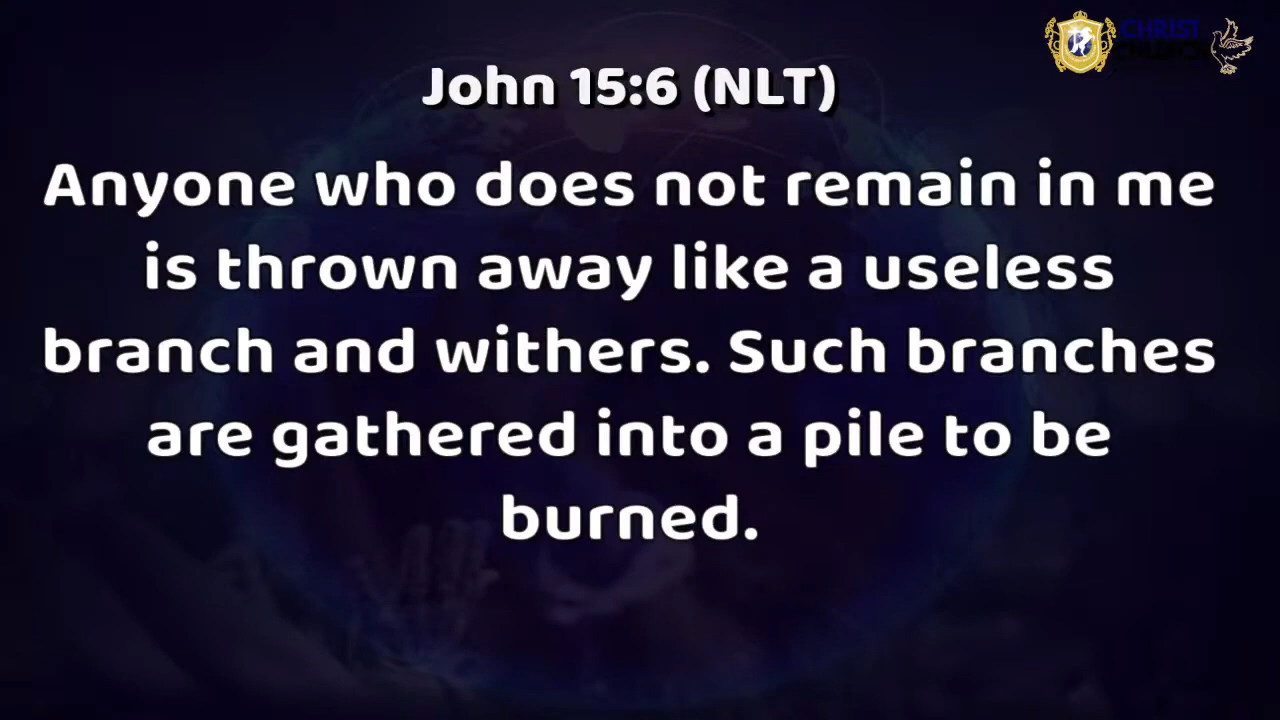 CHRIST
John 15:6 (NLT)
Anyone who does not remain in me
is thrown away like a useless
branch and withers. Such branches
are gathered into a pile to be
burned.